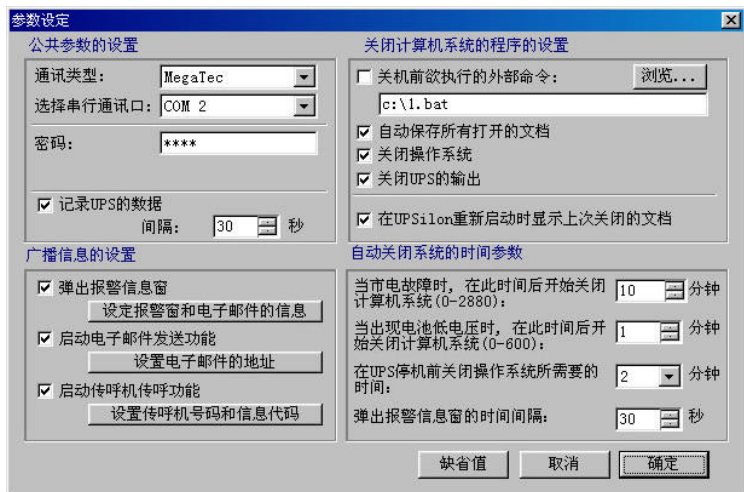 参数设定
公共参数的设置
通讯类型: MegaTec
选择串行通讯口: COM 2
密码: ****
记录UPS的数据
间隔: 30 秒
关闭计算机系统的程序的设置
关机前欲执行的外部命令: 浏览...
c:\1.bat
自动保存所有打开的文档
关闭操作系统
关闭UPS的输出
在UPSilon重新启动时显示上次关闭的文档
广播信息的设置
弹出报警信息窗
设定报警窗和电子邮件的信息
启动电子邮件发送功能
设置电子邮件的地址
启动传呼机传呼功能
设置传呼机号码和信息代码
自动关闭系统的时间参数
当市电故障时, 在此时间后开始关闭
计算机系统(0-2880): 10 分钟
当出现电池低电压时, 在此时间后开
始关闭计算机系统(0-600): 1 分钟
在UPS停机前关闭操作系统所需要的
时间: 2 分钟
弹出报警信息窗的时间间隔: 30 秒
缺省值 取消 确定